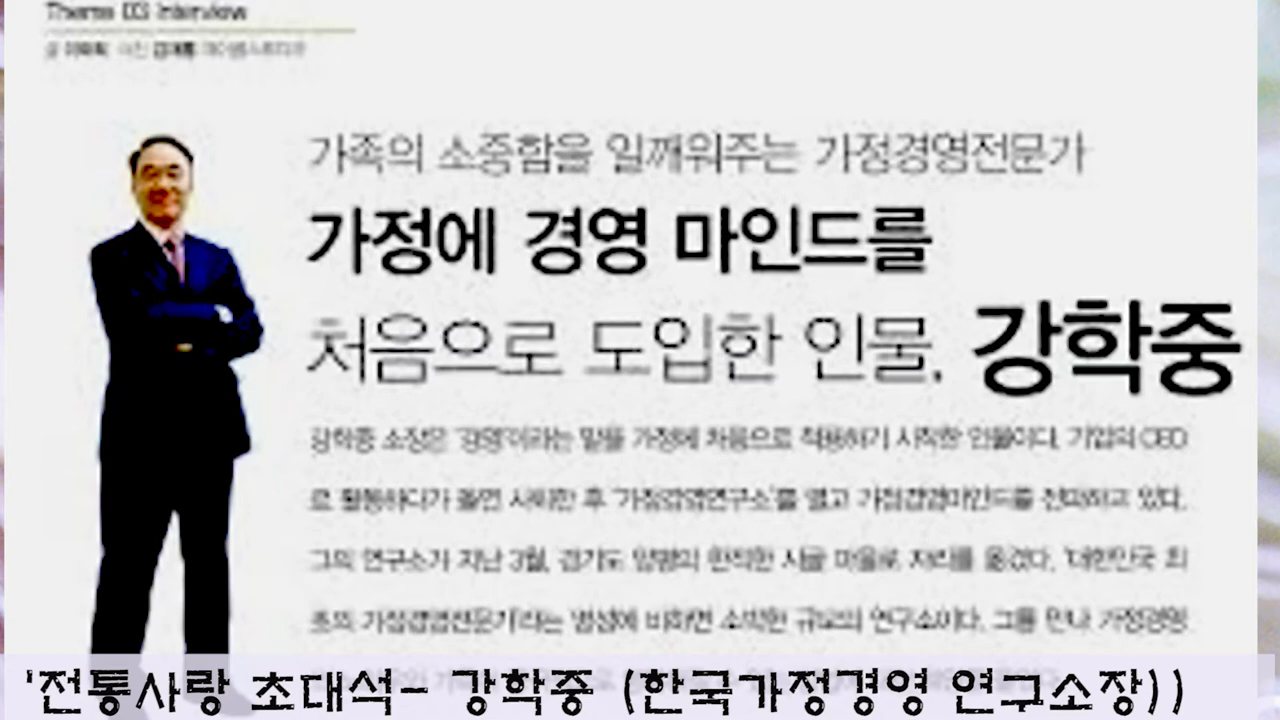 Theme 03 Interview
글 사진
가족의 소중함을 일깨워주는 가정경영전문가
가정에 경영 마인드를
처음으로 도입한 인물, 강학중
강학중 소장은 '경영'이라는 말을 가정에 처음으로 적용하기 시작한 인물이다. 기업의 CEO
로 활동하다가 돌연 사퇴한 후 '가정경영연구소'를 열고 가정경영마인드를 전파하고 있다.
그의 연구소가 지난 3월, 경기도 양평의 한적한 시골 마을로 자리를 옮겼다. '대한민국 최
초의 가정경영전문가'라는 명성에 비하면 소박한 규모의 연구소이다. 그를 만나 가정경영
'전통사랑 초대석- 강학중 (한국가정경영 연구소장))